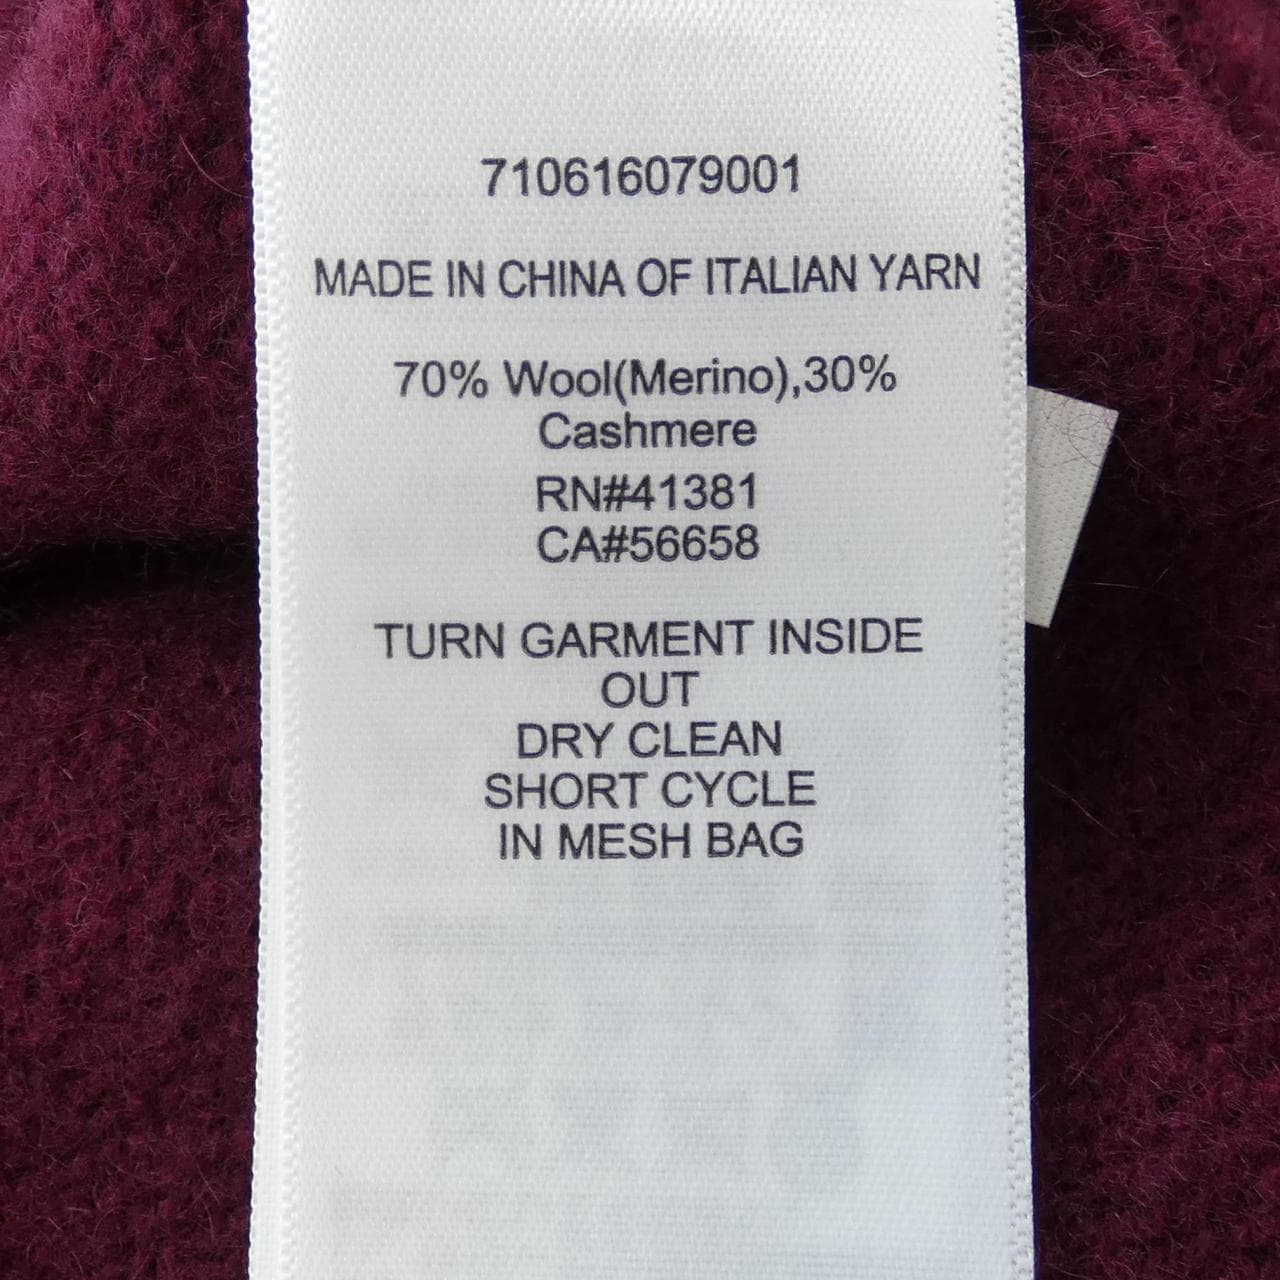 710616079001
MADE IN CHINA OF ITALIAN YARN
70% Wool(Merino),30%
Cashmere
RN#41381
CA#56658
TURN GARMENT INSIDE
OUT
DRY CLEAN
SHORT CYCLE
IN MESH BAG